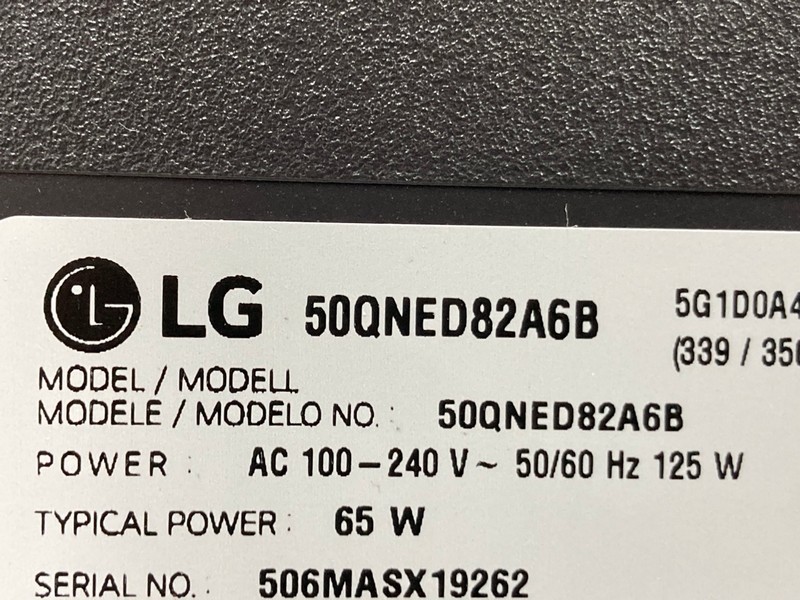 LG 50QNED82A6B 5G1D0A4
(339 / 350
MODEL / MODELL
MODELE / MODELO NO. : 50QNED82A6B
POWER : AC 100-240 V~ 50/60 Hz 125 W
TYPICAL POWER : 65 W
SERIAL NO. : 506MASX19262